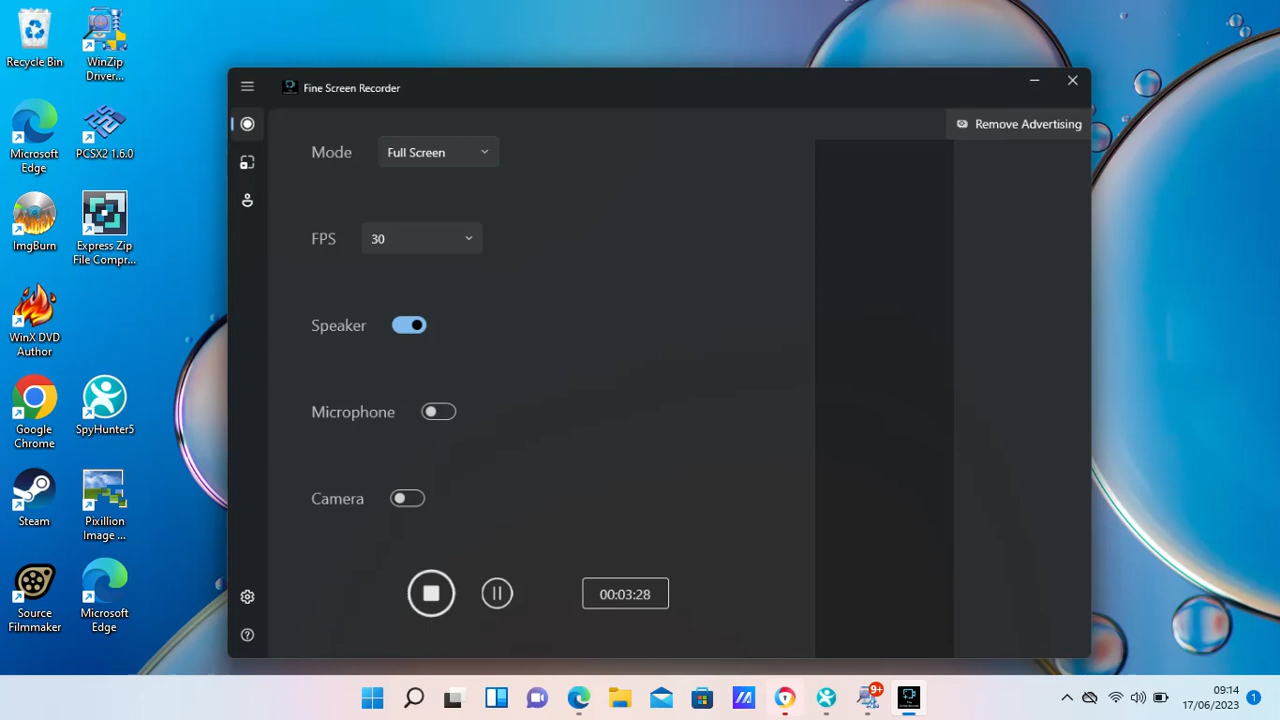 Recycle Bin
WinZip
Driver...
Microsoft
Edge
PCSX2 1.6.0
ImgBurn
Express Zip
File Compr...
WinX DVD
Author
Google
Chrome
SpyHunter5
Steam
Pixillion
Image ...
Source
Filmmaker
Microsoft
Edge
Fine Screen Recorder
Remove Advertising
Mode
Full Screen
FPS
30
Speaker
Microphone
Camera
00:03:28
9+
09:14
17/06/2023
1